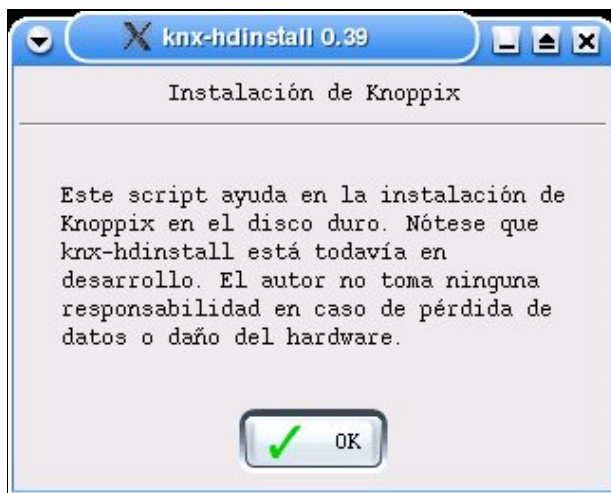 knx-hdinstall 0.39
Instalación de Knoppix
Este script ayuda en la instalación de
Knoppix en el disco duro. Nótese que
knx-hdinstall está todavía en
desarrollo. El autor no toma ninguna
responsabilidad en caso de pérdida de
datos o daño del hardware.
OK